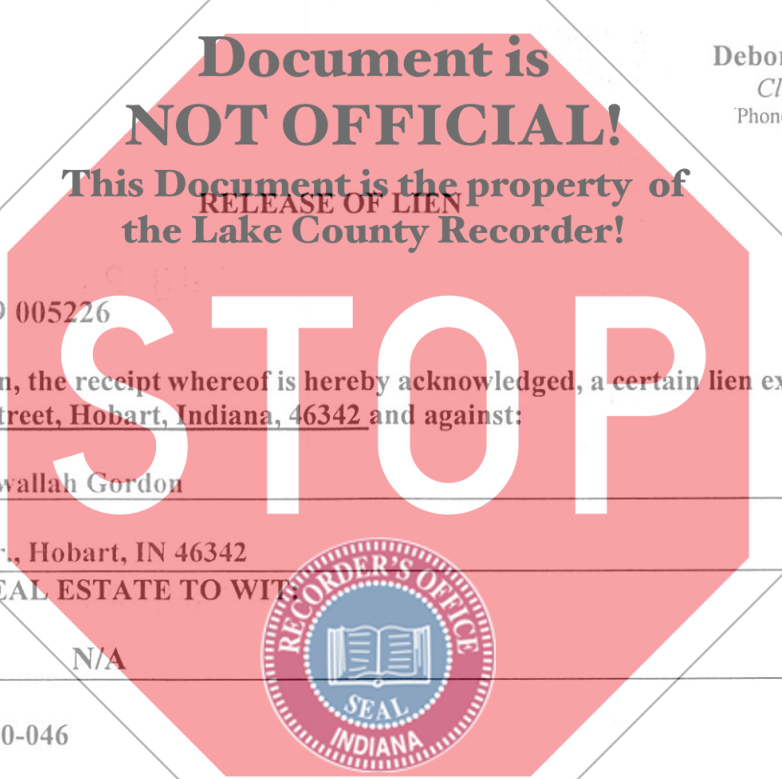 Document is
NOT OFFICIAL!
This Document is the property of
the Lake County Recorder!
Debor
Cl
Phone
RELEASE OF LIEN
005226
n, the receipt whereof is hereby acknowledged, a certain lien ex
treet, Hobart, Indiana, 46342 and against:
STOP
wallah Gordon
r., Hobart, IN 46342
EAL ESTATE TO WIT:
RECORDER'S OFFICE
SEAL
INDIANA
N/A
0-046